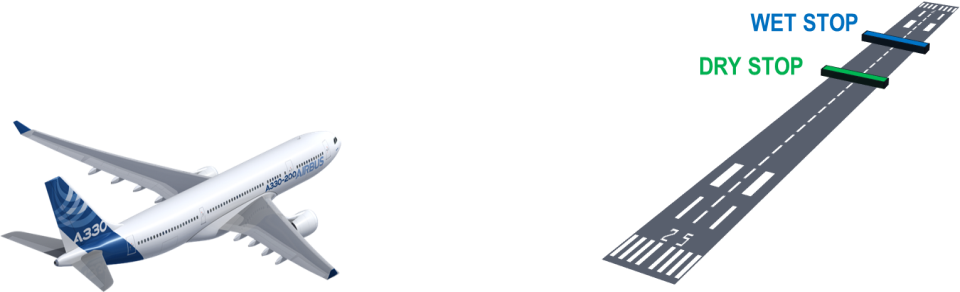 WET STOP
DRY STOP
A330-200 AIRBUS
A330
25